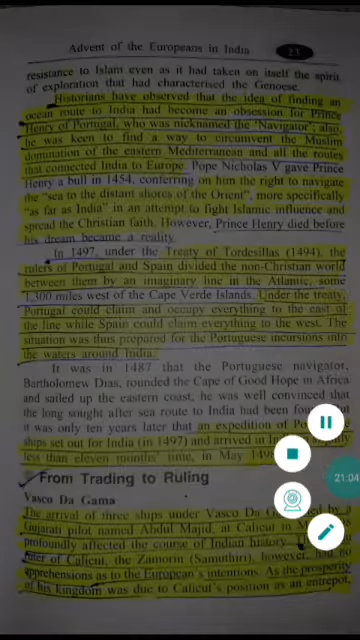 Advent of the Europeans in India 23
resistance to Islam even as it had taken on itself the spirit
of exploration that had characterised the Genoese.
Historians have observed that the idea of finding an
ocean route to India had become an obsession for Prince
Henry of Portugal, who was nicknamed the "Navigator'; also,
he was keen to find a way to circumvent the Muslim
domination of the eastern Mediterranean and all the routes
that connected India to Europe. Pope Nicholas V gave Prince
Henry a bull in 1454, conferring on him the right to navigate
the "sea to the distant shores of the Orient", more specifically
"as far as India" in an attempt to fight Islamic influence and
spread the Christian faith. However, Prince Henry died before
his dream became a reality.
In 1497, under the Treaty of Tordesillas (1494), the
rulers of Portugal and Spain divided the non-Christian world
between them by an imaginary line in the Atlantic, some
1,300 miles west of the Cape Verde Islands. Under the treaty,
Portugal could claim and occupy everything to the east of
the line while Spain could claim everything to the west. The
situation was thus prepared for the Portuguese incursions into
the waters around India.
It was in 1487 that the Portuguese navigator,
Bartholomew Dias, rounded the Cape of Good Hope in Africa
and sailed up the eastern coast; he was well convinced that
the long sought after sea route to India had been fou
it was only ten years later that an expedition of Po
ships set out for India (in 1497) and arrived in In
less than eleven months' time, in May 149
21:04
From Trading to Ruling
Vasco Da Gama
The arrival of three ships under Vasco Da G by a
Gujarati pilot named Abdul Majid, at Calicut in M
profoundly affected the course of Indian history.
ruler of Calicut, the Zamorin (Samuthiri), however, had no
apprehensions as to the European's intentions. As the prosperity
of his kingdom was due to Calicut's position as an entrepot,